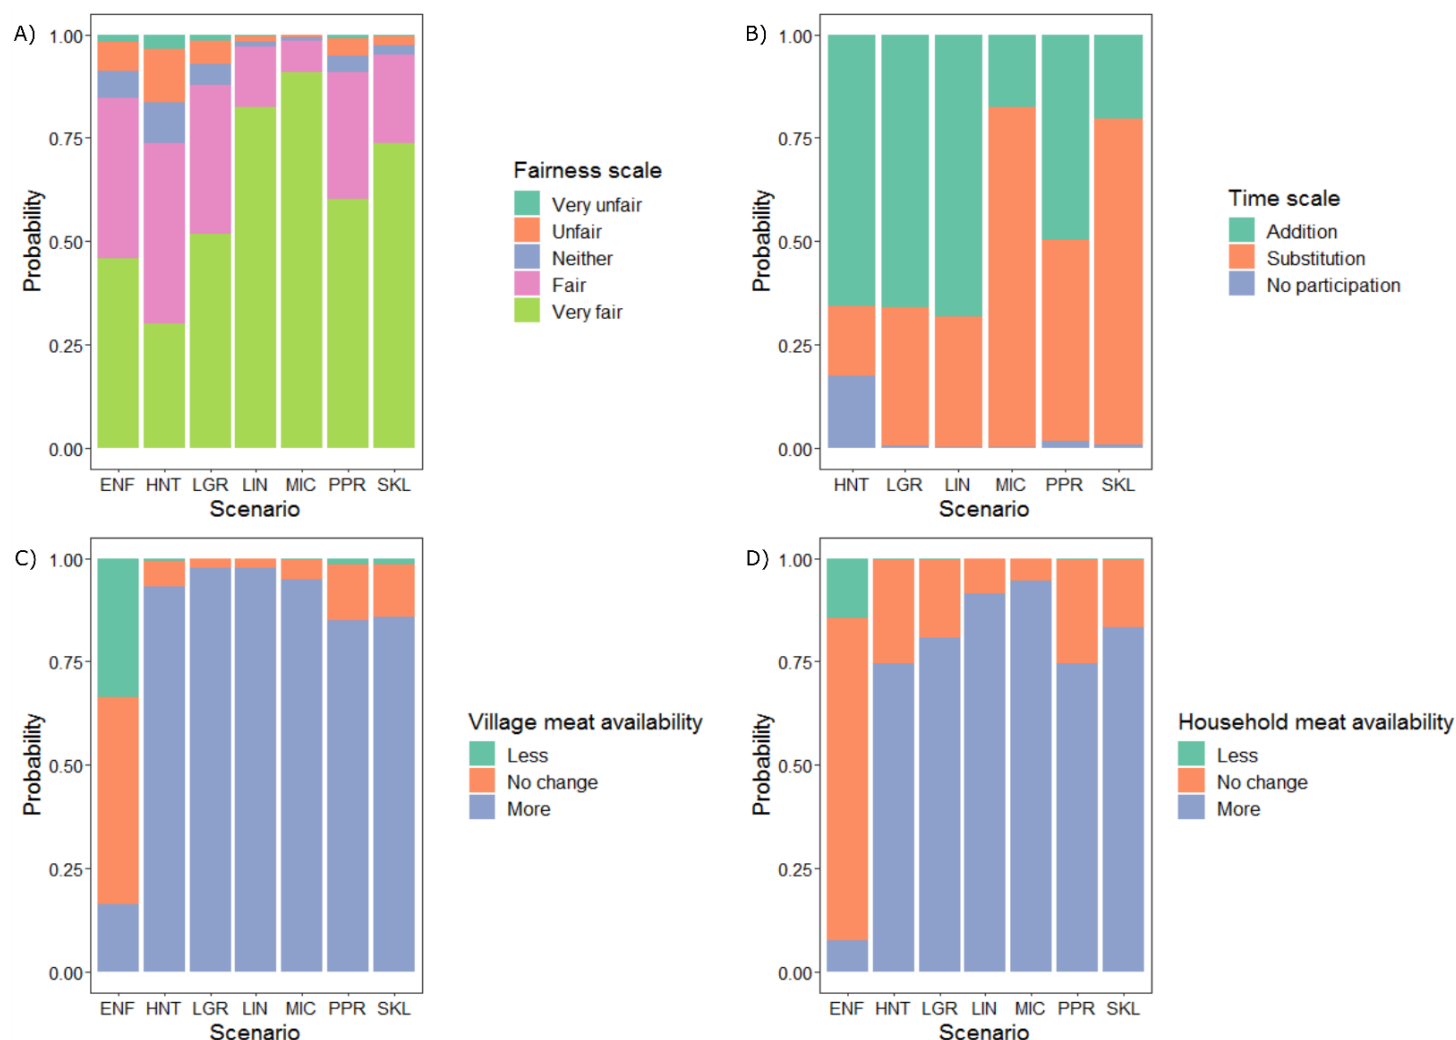 A)
1.00
0.75
0.50
0.25
0.00
Probability
ENF HNT LGR LIN MIC PPR SKL
Scenario
Fairness scale
Very unfair
Unfair
Neither
Fair
Very fair
B)
1.00
0.75
0.50
0.25
0.00
Probability
HNT LGR LIN MIC PPR SKL
Scenario
Time scale
Addition
Substitution
No participation
C)
1.00
0.75
0.50
0.25
0.00
Probability
ENF HNT LGR LIN MIC PPR SKL
Scenario
Village meat availability
Less
No change
More
D)
1.00
0.75
0.50
0.25
0.00
Probability
ENF HNT LGR LIN MIC PPR SKL
Scenario
Household meat availability
Less
No change
More